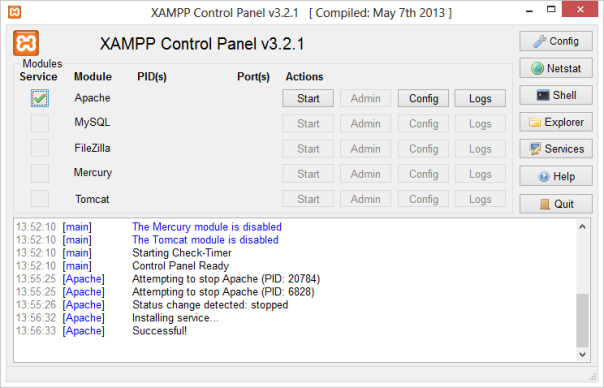 XAMPP Control Panel v3.2.1 [ Compiled: May 7th 2013 ]
XAMPP Control Panel v3.2.1
Config
Modules
Service Module PID(s) Port(s) Actions
Netstat
Apache Start Admin Config Logs
Shell
MySQL Start Admin Config Logs
Explorer
FileZilla Start Admin Config Logs
Services
Mercury Start Admin Config Logs
Help
Tomcat Start Admin Config Logs
Quit
13:52:10 [main] The Mercury module is disabled
13:52:10 [main] The Tomcat module is disabled
13:52:10 [main] Starting Check-Timer
13:52:10 [main] Control Panel Ready
13:55:25 [Apache] Attempting to stop Apache (PID: 20784)
13:55:25 [Apache] Attempting to stop Apache (PID: 6828)
13:55:26 [Apache] Status change detected: stopped
13:56:32 [Apache] Installing service...
13:56:33 [Apache] Successful!